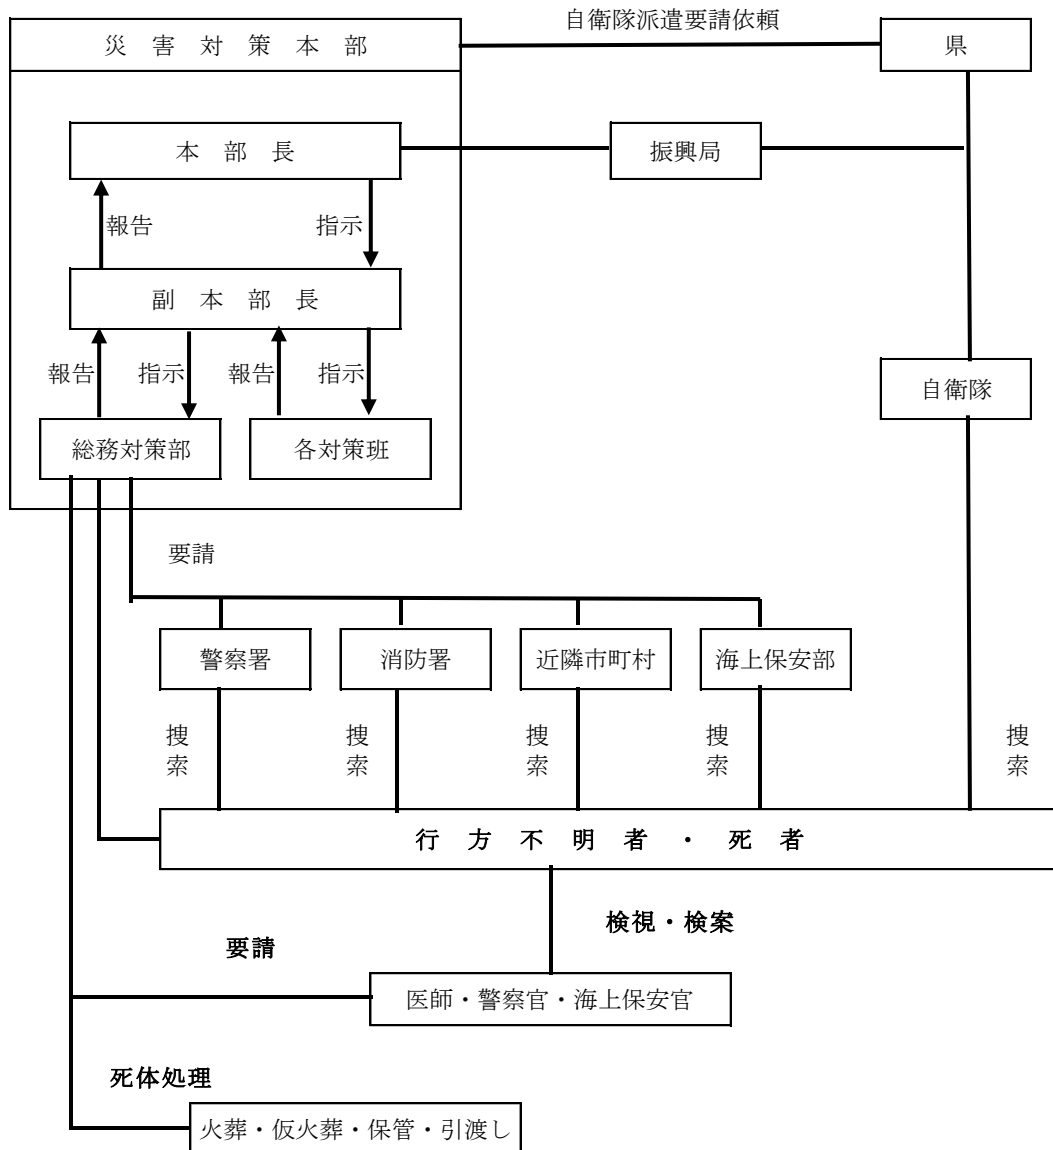 自衛隊派遣要請依頼
災害対策本部
県
本部長
振興局
報告
指示
副本部長
報告
指示
報告
指示
自衛隊
総務対策部
各対策班
要請
警察署
消防署
近隣市町村
海上保安部
捜索
捜索
捜索
捜索
捜索
行方不明者・死者
検視・検案
要請
医師・警察官・海上保安官
死体処理
火葬・仮火葬・保管・引渡し